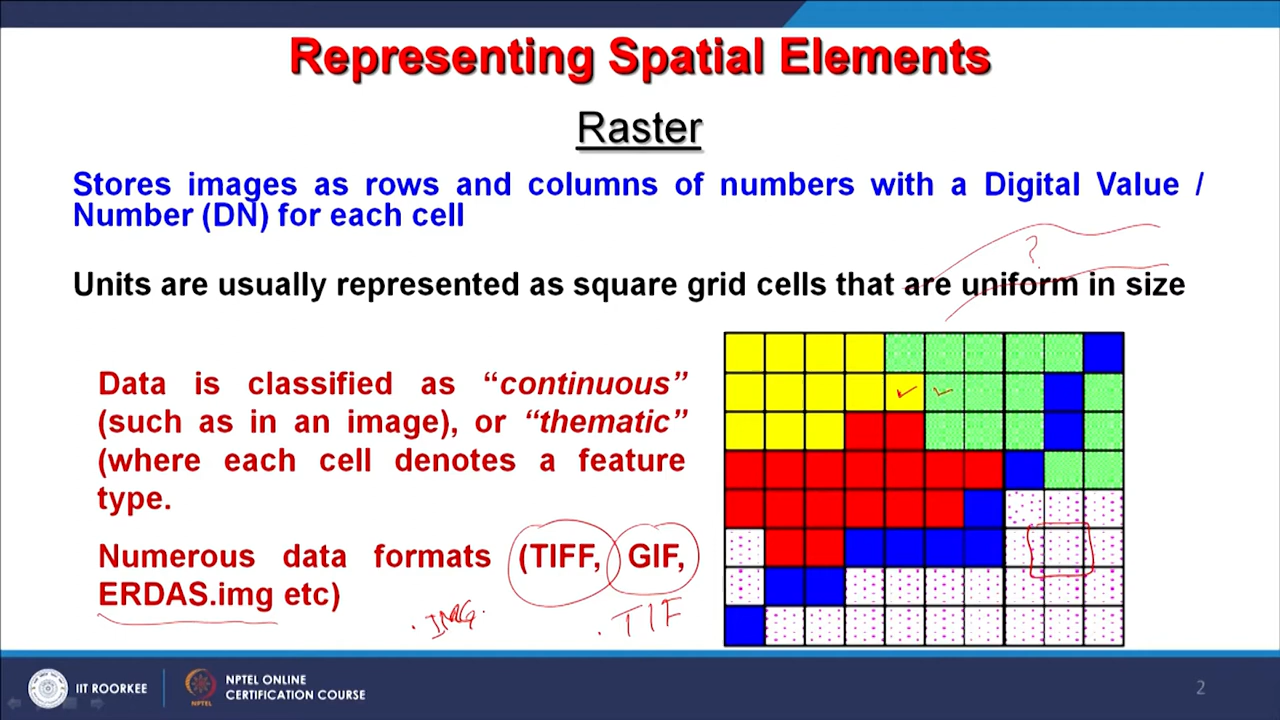 Representing Spatial Elements
Raster
Stores images as rows and columns of numbers with a Digital Value /
Number (DN) for each cell
?
Units are usually represented as square grid cells that are uniform in size
Data is classified as “continuous”
(such as in an image), or “thematic”
(where each cell denotes a feature
type.
Numerous data formats (TIFF, GIF,
ERDAS.img etc)
.IMG.
.TIF
IIT ROORKEE
NPTEL
NPTEL ONLINE
CERTIFICATION COURSE
2